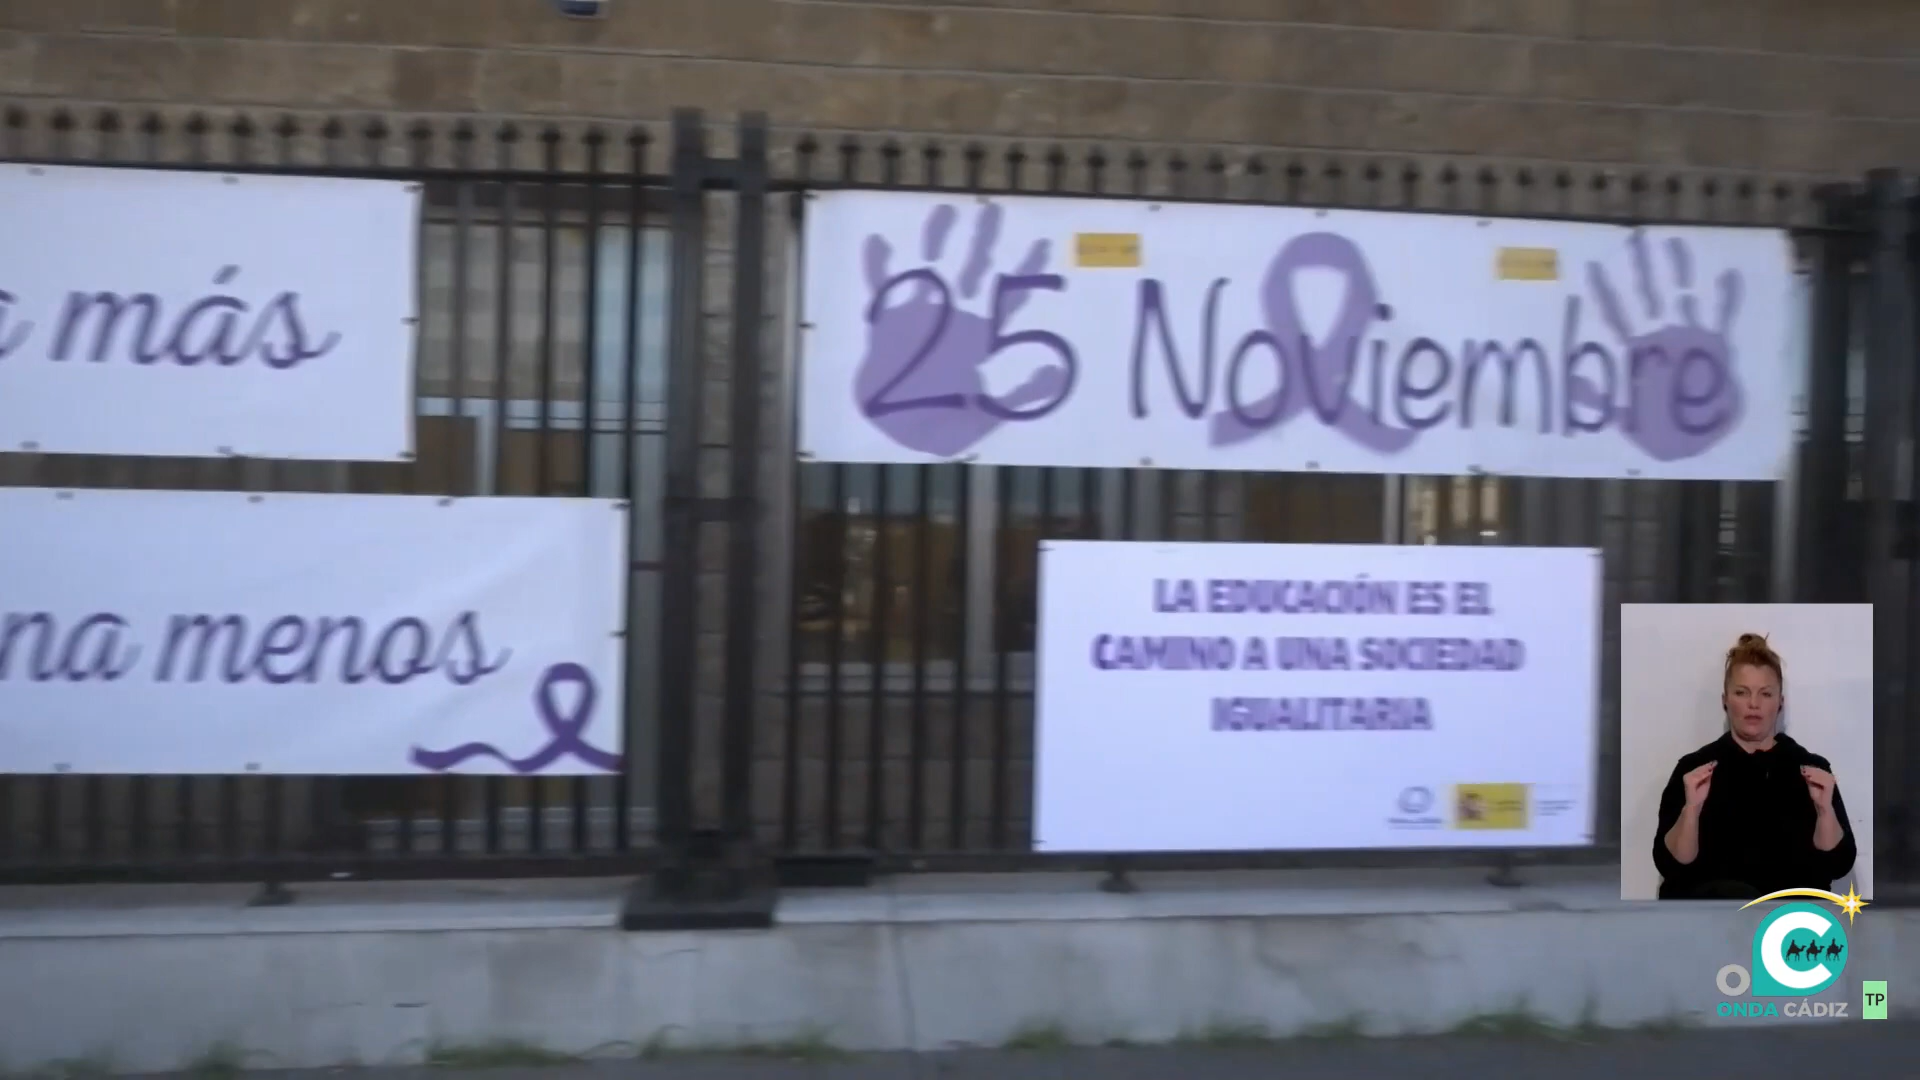 más
25 Noviembre
na menos
LA EDUCACIÓN ES EL
CAMINO A UNA SOCIEDAD
IGUALITARIA
ONDA CÁDIZ
TP